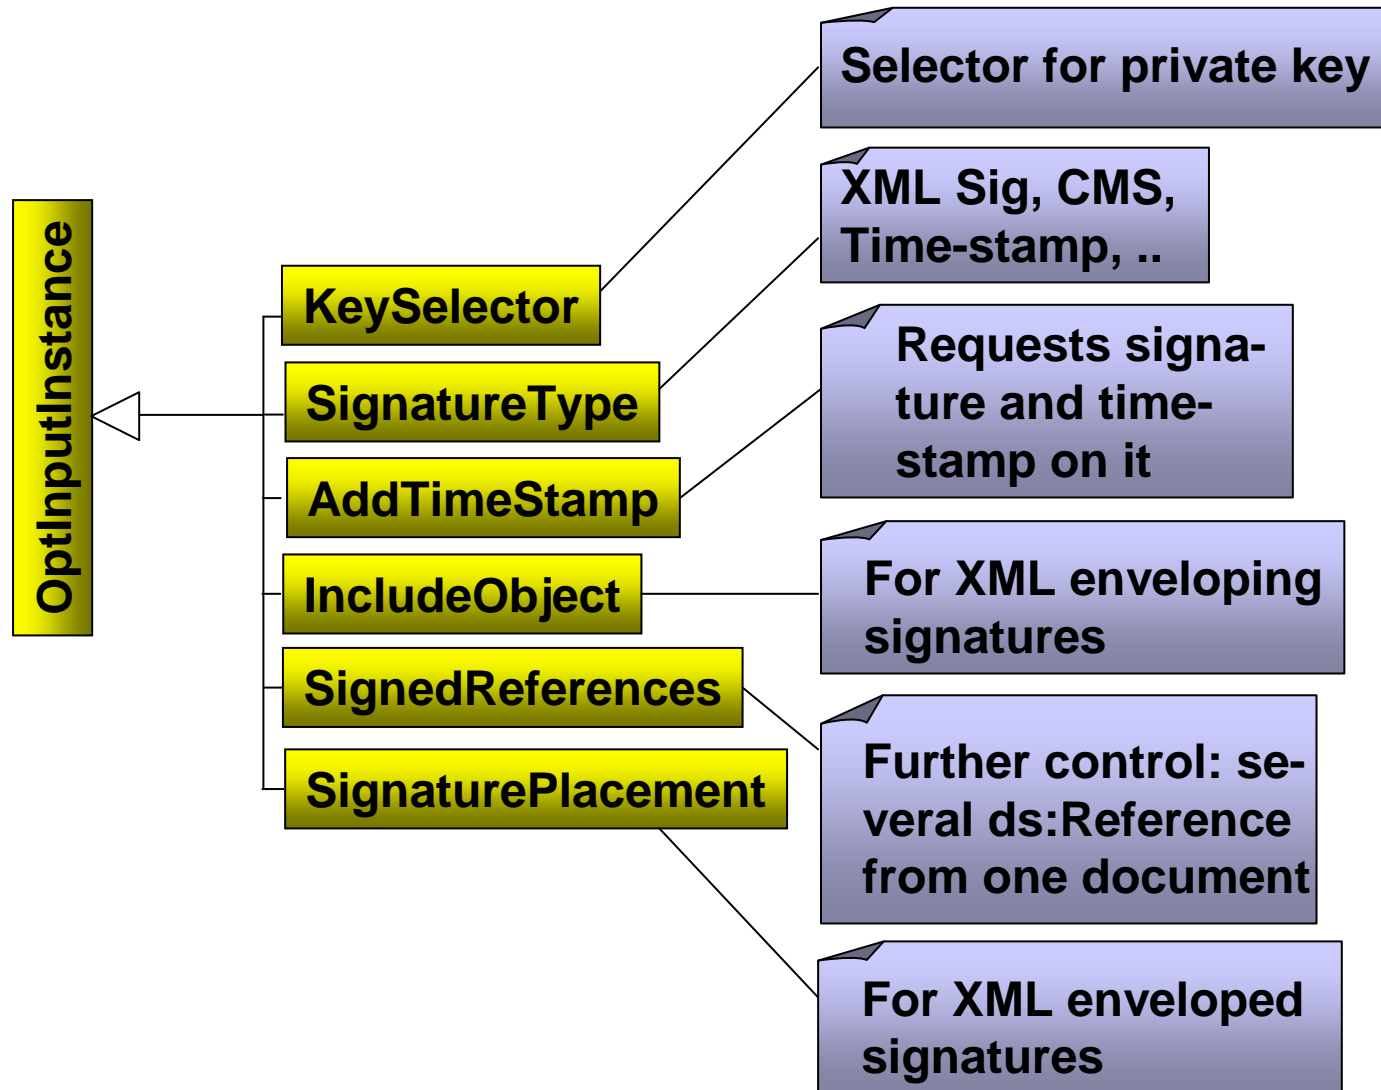 OptInputInstance
KeySelector
SignatureType
AddTimeStamp
IncludeObject
SignedReferences
SignaturePlacement
Selector for private key
XML Sig, CMS,
Time-stamp, ..
Requests signa-
ture and time-
stamp on it
For XML enveloping
signatures
Further control: se-
veral ds:Reference
from one document
For XML enveloped
signatures